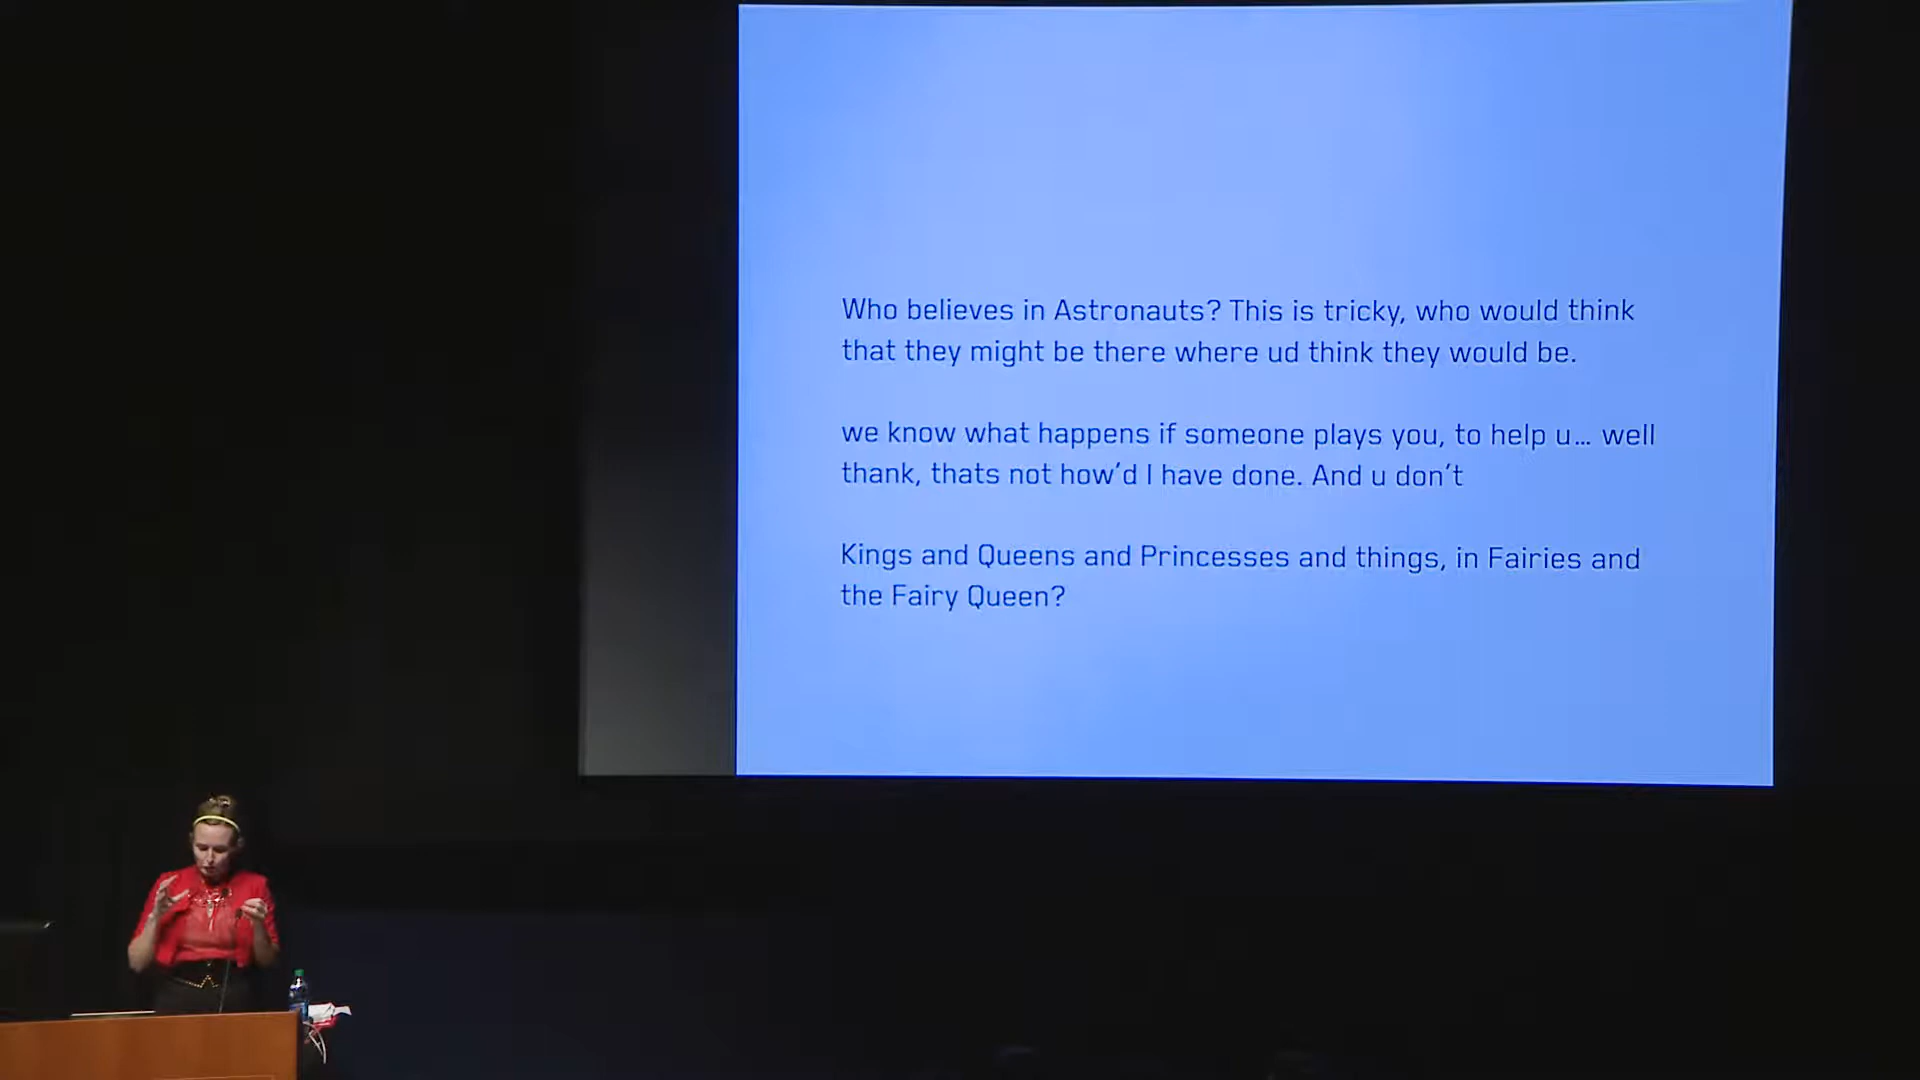 Who believes in Astronauts? This is tricky, who would think
that they might be there where ud think they would be.
we know what happens if someone plays you, to help u... well
thank, thats not how’d I have done. And u don’t
Kings and Queens and Princesses and things, in Fairies and
the Fairy Queen?